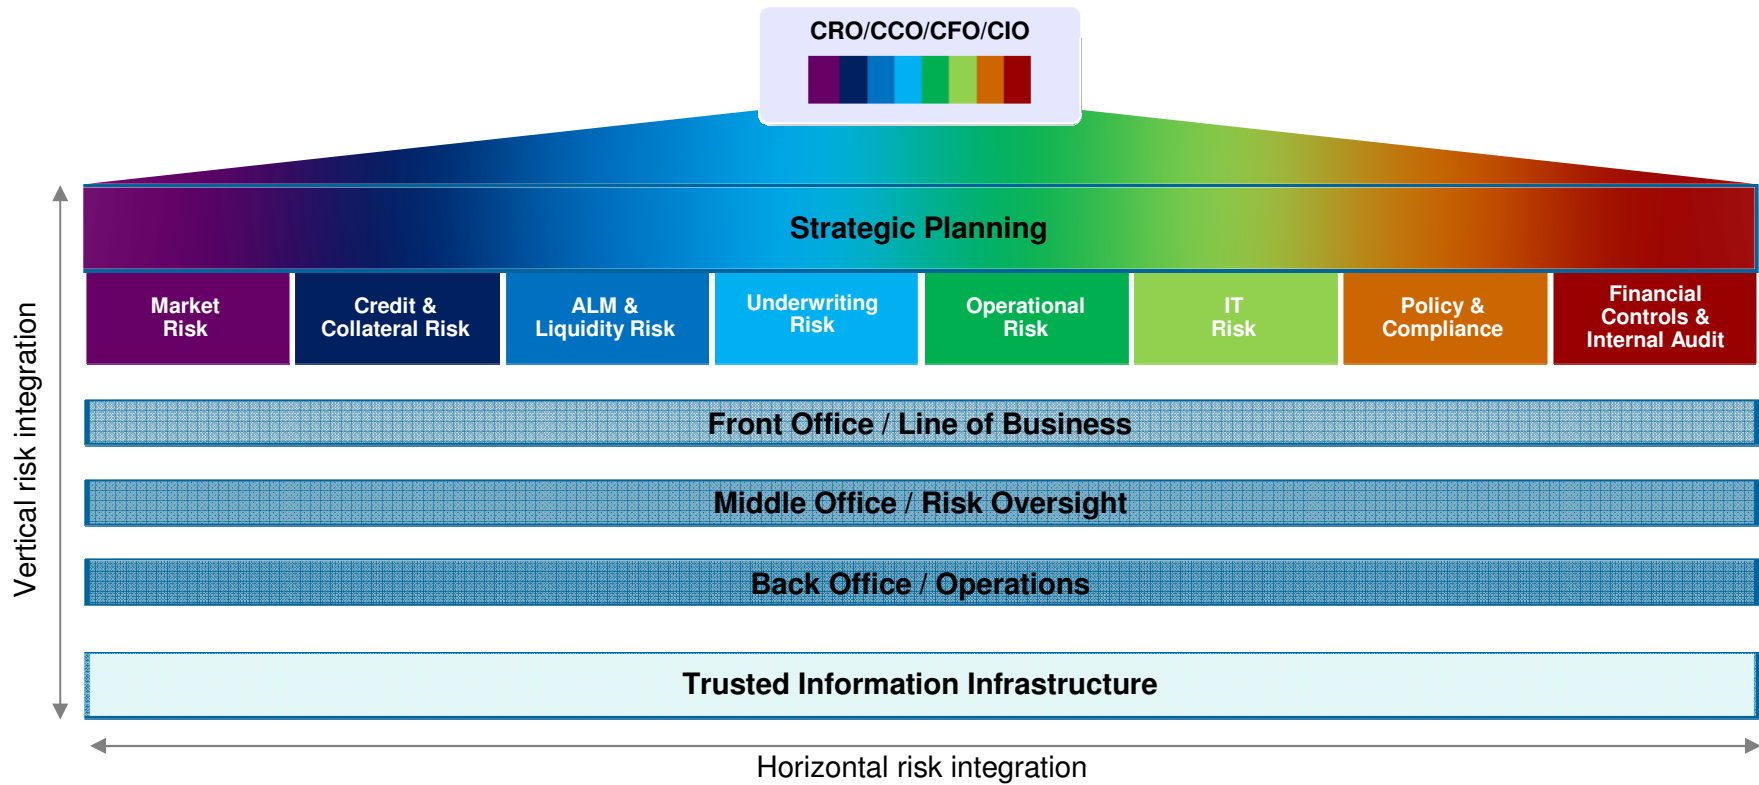 CRO/CCO/CFO/CIO
Strategic Planning
Market
Risk
Credit &
Collateral Risk
ALM &
Liquidity Risk
Underwriting
Risk
Operational
Risk
IT
Risk
Policy &
Compliance
Financial
Controls &
Internal Audit
Front Office / Line of Business
Middle Office / Risk Oversight
Back Office / Operations
Trusted Information Infrastructure
Vertical risk integration
Horizontal risk integration